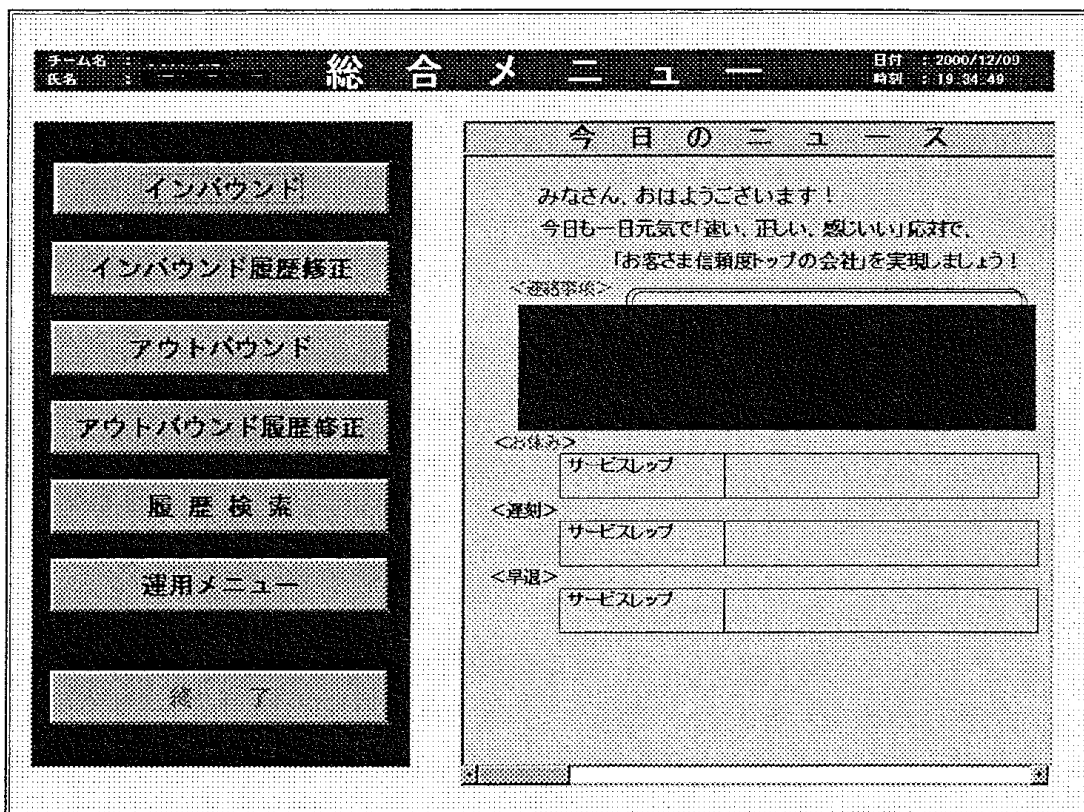 チーム名 :
氏名 :
総合メニュー
日付 : 2000/12/09
時刻 : 19:34:49
インバウンド
インバウンド履歴修正
アウトバウンド
アウトバウンド履歴修正
履歴検索
運用メニュー
終了
今日のニュース
みなさん、おはようございます！
今日も一日元気で「速い、正しい、感じいい」応対で、
「お客さま信頼度トップの会社」を実現しましょう！
<連絡事項>
<お休み>
サービスレップ
<遅刻>
サービスレップ
<早退>
サービスレップ